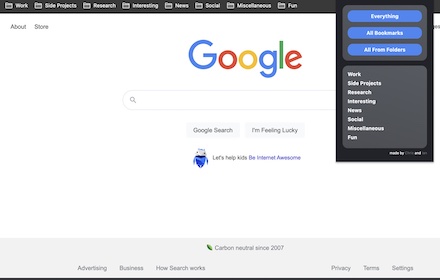 Work Side Projects Research Interesting News Social Miscellaneous Fun
About Store
Google
Google Search I'm Feeling Lucky
Let's help kids Be Internet Awesome
Carbon neutral since 2007
Advertising Business How Search works Privacy Terms Settings
Everything
All Bookmarks
All From Folders
Work
Side Projects
Research
Interesting
News
Social
Miscellaneous
Fun
made by
and